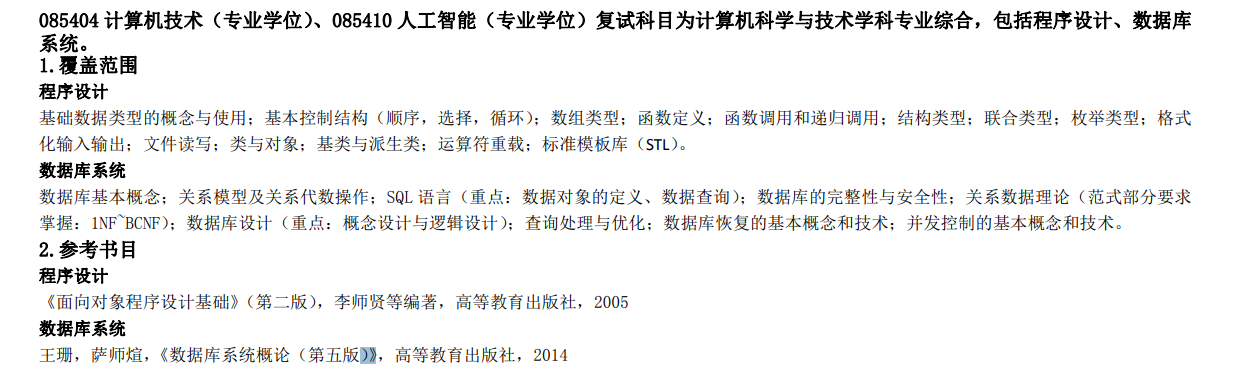 085404 计算机技术（专业学位）、085410 人工智能（专业学位）复试科目为计算机科学与技术学科专业综合，包括程序设计、数据库
系统。
1.覆盖范围
程序设计
基础数据类型的概念与使用；基本控制结构（顺序，选择，循环）；数组类型；函数定义；函数调用和递归调用；结构类型；联合类型；枚举类型；格式
化输入输出；文件读写；类与对象；基类与派生类；运算符重载；标准模板库（STL）。
数据库系统
数据库基本概念；关系模型及关系代数操作；SQL 语言（重点：数据对象的定义、数据查询）；数据库的完整性与安全性；关系数据理论（范式部分要求
掌握：1NF~BCNF）；数据库设计（重点：概念设计与逻辑设计）；查询处理与优化；数据库恢复的基本概念和技术；并发控制的基本概念和技术。
2.参考书目
程序设计
《面向对象程序设计基础》（第二版），李师贤等编著，高等教育出版社，2005
数据库系统
王珊，萨师煊，《数据库系统概论（第五版）》，高等教育出版社，2014